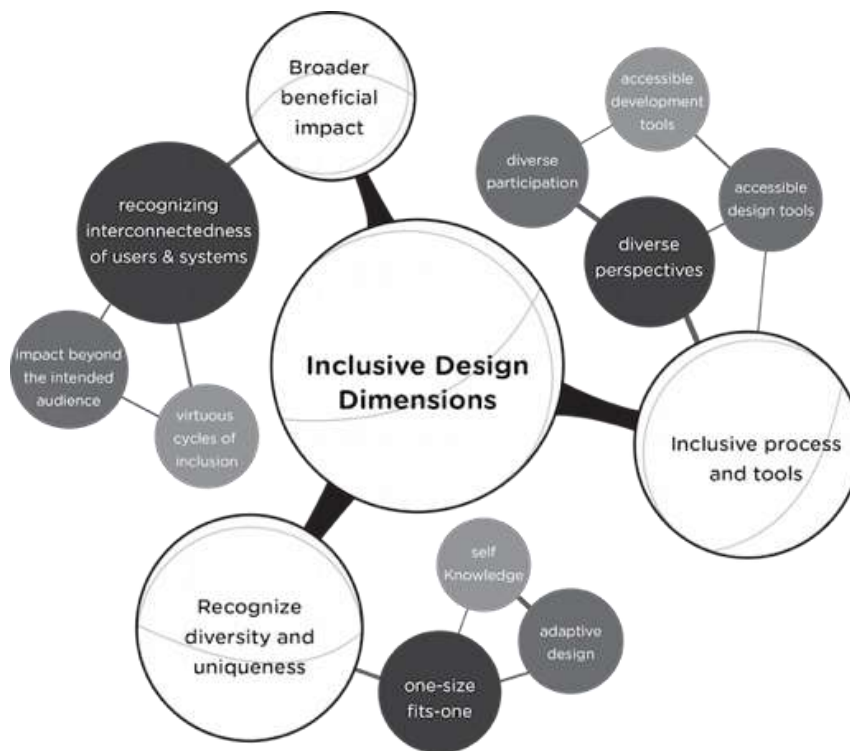 Broader
beneficial
impact
recognizing
interconnectedness
of users & systems
impact beyond
the intended
audience
virtuous
cycles of
inclusion
accessible
development
tools
diverse
participation
accessible
design tools
diverse
perspectives
Inclusive Design
Dimensions
Inclusive process
and tools
Recognize
diversity and
uniqueness
self
Knowledge
adaptive
design
one-size
fits-one